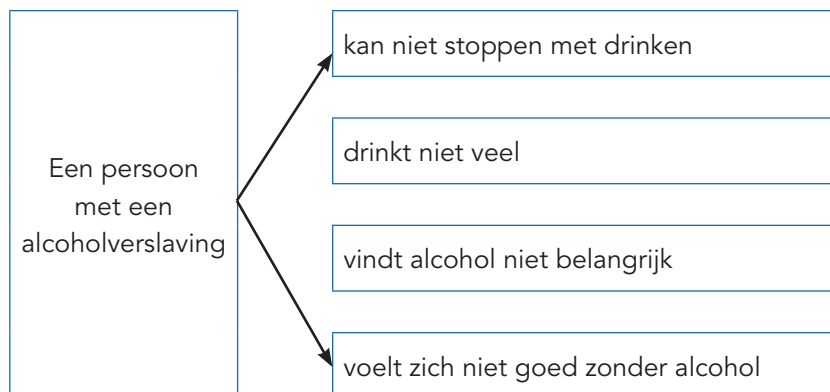 Een persoon
met een
alcoholverslaving
kan niet stoppen met drinken
drinkt niet veel
vindt alcohol niet belangrijk
voelt zich niet goed zonder alcohol